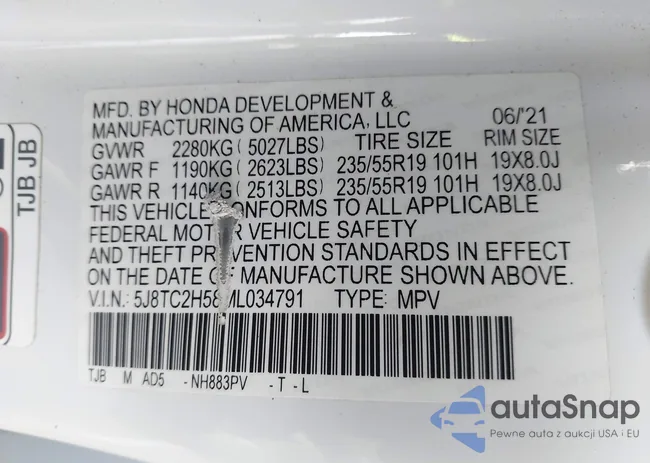 MFD. BY HONDA DEVELOPMENT &
MANUFACTURING OF AMERICA, LLC 06/'21
GVWR 2280KG ( 5027LBS) TIRE SIZE RIM SIZE
GAWR F 1190KG ( 2623LBS) 235/55R19 101H 19X8.0J
GAWR R 1140KG ( 2513LBS) 235/55R19 101H 19X8.0J
THIS VEHICLE CONFORMS TO ALL APPLICABLE
FEDERAL MOTOR VEHICLE SAFETY
AND THEFT PREVENTION STANDARDS IN EFFECT
ON THE DATE OF MANUFACTURE SHOWN ABOVE.
V.I.N.: TYPE: MPV
TJB M AD5 -NH883PV -T-L
TJB JB
autoSnap
Pewne auta z aukcji USA i EU